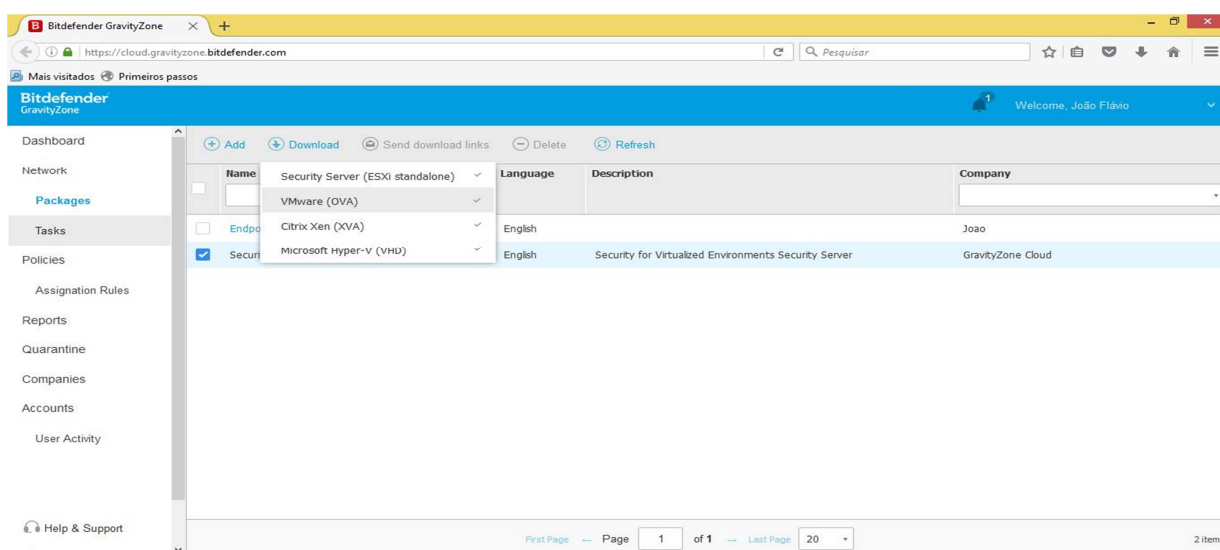 Bitdefender GravityZone
https://cloud.gravityzone.bitdefender.com
Pesquisar
Mais visitados
Primeiros passos
Bitdefender
GravityZone
1
Welcome, João Flávio
Dashboard
Network
Packages
Tasks
Policies
Assignation Rules
Reports
Quarantine
Companies
Accounts
User Activity
Help & Support
Add
Download
Send download links
Delete
Refresh
Name
Language
Description
Company
Security Server (ESXi standalone)
VMware (OVA)
Citrix Xen (XVA)
Microsoft Hyper-V (VHD)
Endpo
English
Joao
Securi
English
Security for Virtualized Environments Security Server
GravityZone Cloud
First Page
Page
1
of 1
Last Page
20
2 item